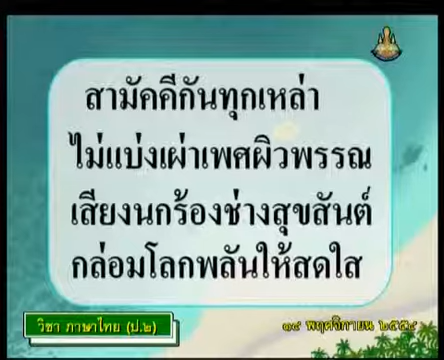 สามัคคีกันทุกเหล่า
ไม่แบ่งเผ่าเพศผิวพรรณ
เสียงนกร้องช่างสุขสันต์
กล่อมโลกพลันให้สดใส
วิชา ภาษาไทย (ป.๒)
๑๔ พฤศจิกายน ๒๕๕๔